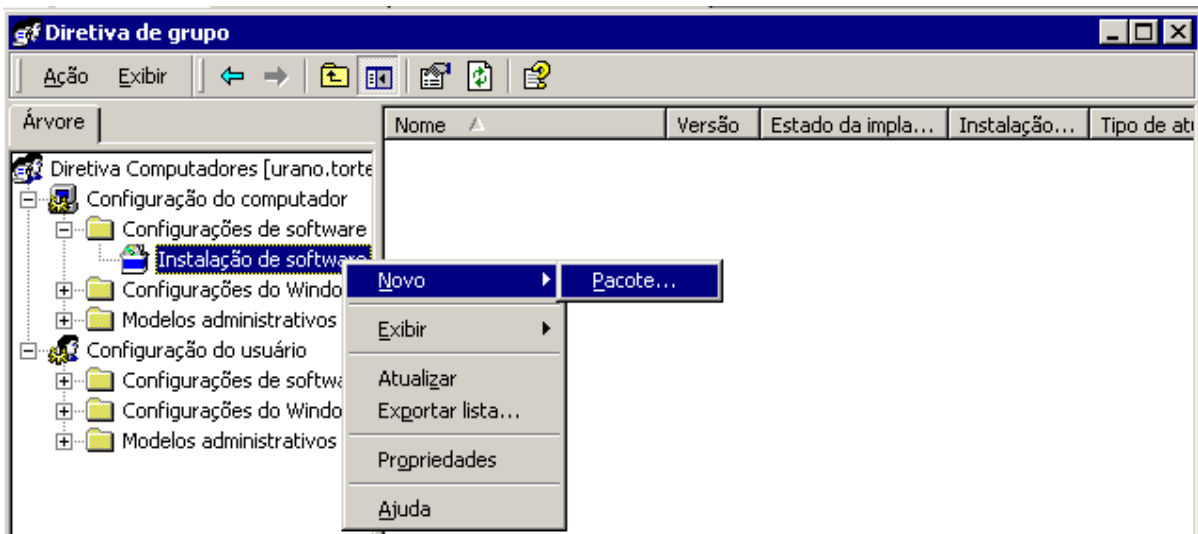 Diretiva de grupo
Ação Exibir
Árvore
Nome Versão Estado da impla... Instalação... Tipo de at
Diretiva Computadores [urano.torte
Configuração do computador
Configurações de software
Instalação de software
Configurações do Windo
Modelos administrativos
Configuração do usuário
Configurações de softwa
Configurações do Windo
Modelos administrativos
Novo
Pacote...
Exibir
Atualizar
Exportar lista...
Propriedades
Ajuda